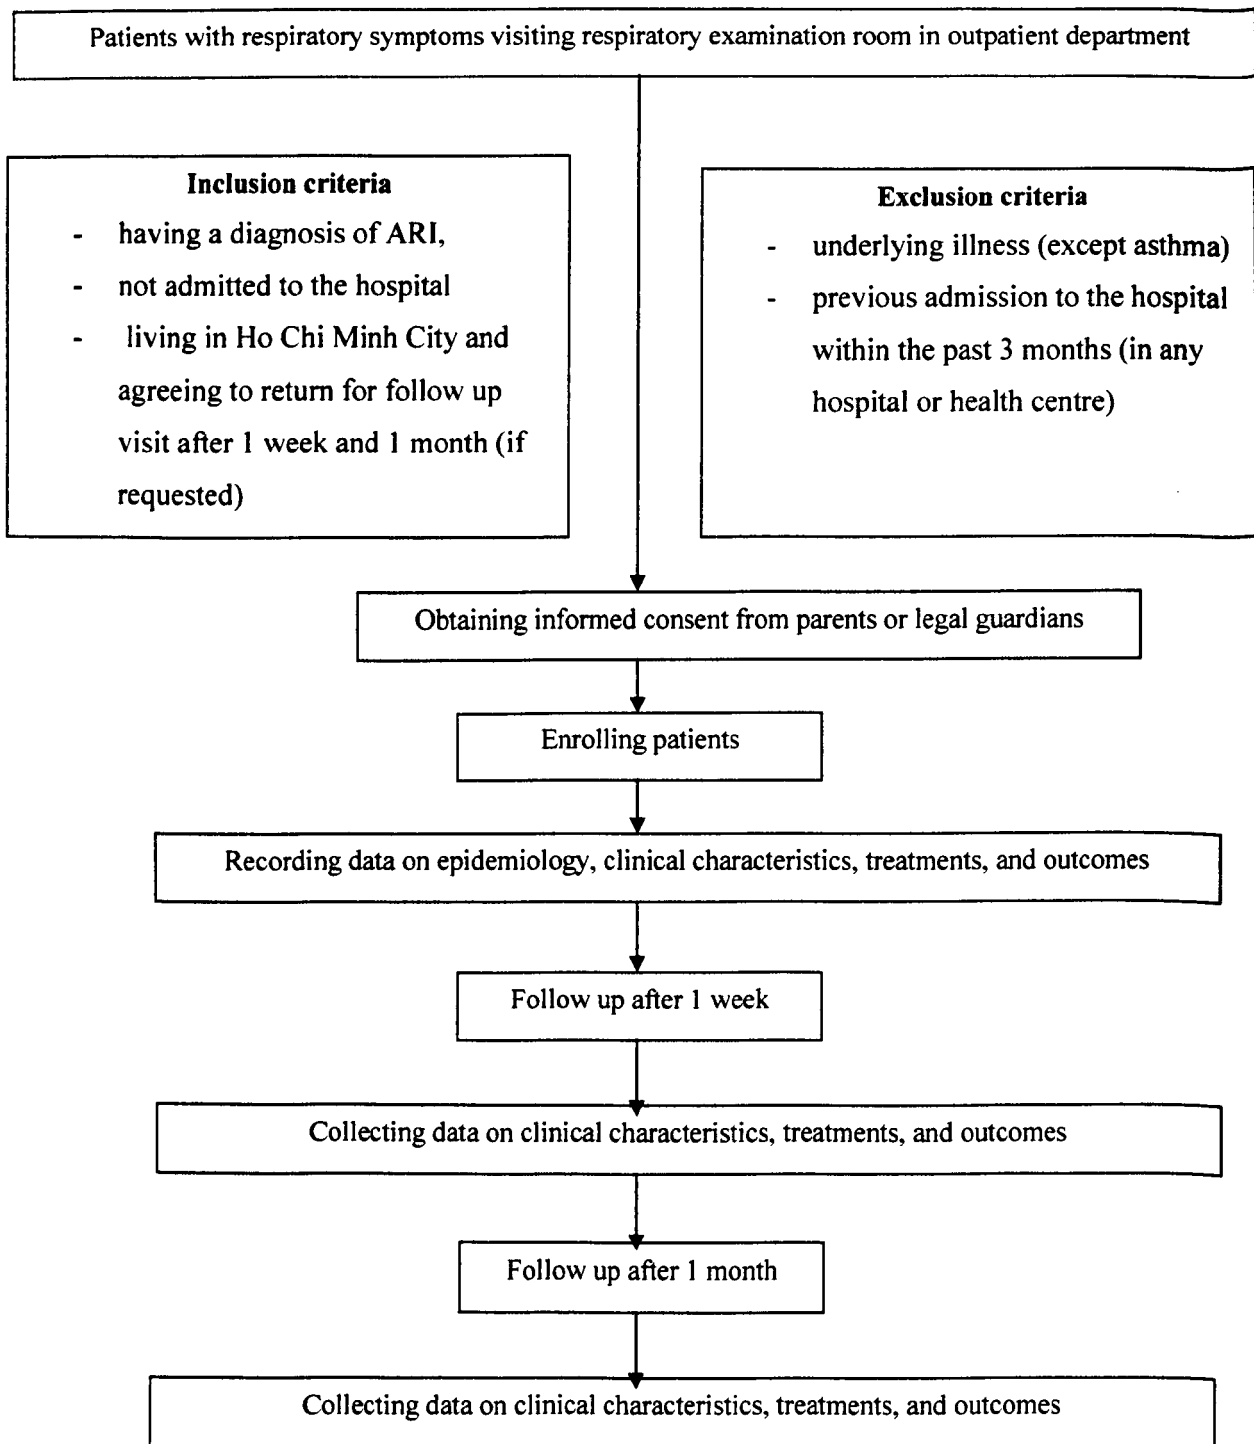 Patients with respiratory symptoms visiting respiratory examination room in outpatient department
Inclusion criteria
- having a diagnosis of ARI,
- not admitted to the hospital
- living in Ho Chi Minh City and
agreeing to return for follow up
visit after 1 week and 1 month (if
requested)
Exclusion criteria
- underlying illness (except asthma)
- previous admission to the hospital
within the past 3 months (in any
hospital or health centre)
Obtaining informed consent from parents or legal guardians
Enrolling patients
Recording data on epidemiology, clinical characteristics, treatments, and outcomes
Follow up after 1 week
Collecting data on clinical characteristics, treatments, and outcomes
Follow up after 1 month
Collecting data on clinical characteristics, treatments, and outcomes